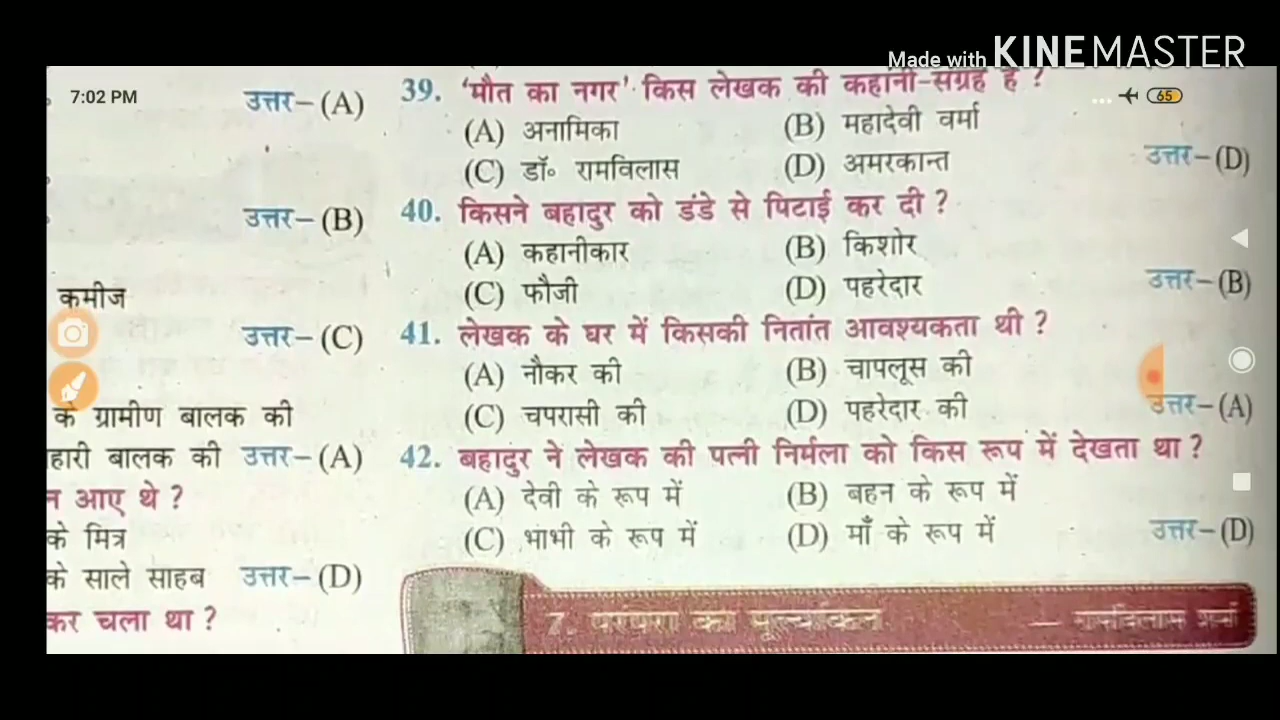 Made with KINEMASTER
7:02 PM
65
उत्तर–(A)
उत्तर–(B)
कमीज
उत्तर–(C)
के ग्रामीण बालक की
हारी बालक की उत्तर–(A)
न आए थे ?
के मित्र
के साले साहब उत्तर–(D)
कर चला था ?
39. 'मौत का नगर' किस लेखक की कहानी-संग्रह है ?
(A) अनामिका (B) महादेवी वर्मा
(C) डॉ॰ रामविलास (D) अमरकान्त उत्तर–(D)
40. किसने बहादुर को डंडे से पिटाई कर दी ?
(A) कहानीकार (B) किशोर
(C) फौजी (D) पहरेदार उत्तर–(B)
41. लेखक के घर में किसकी नितांत आवश्यकता थी ?
(A) नौकर की (B) चापलूस की
(C) चपरासी की (D) पहरेदार की उत्तर–(A)
42. बहादुर ने लेखक की पत्नी निर्मला को किस रूप में देखता था ?
(A) देवी के रूप में (B) बहन के रूप में
(C) भाभी के रूप में (D) माँ के रूप में उत्तर–(D)
7. परंपरा का मूल्यांकन — रामविलास शर्मा